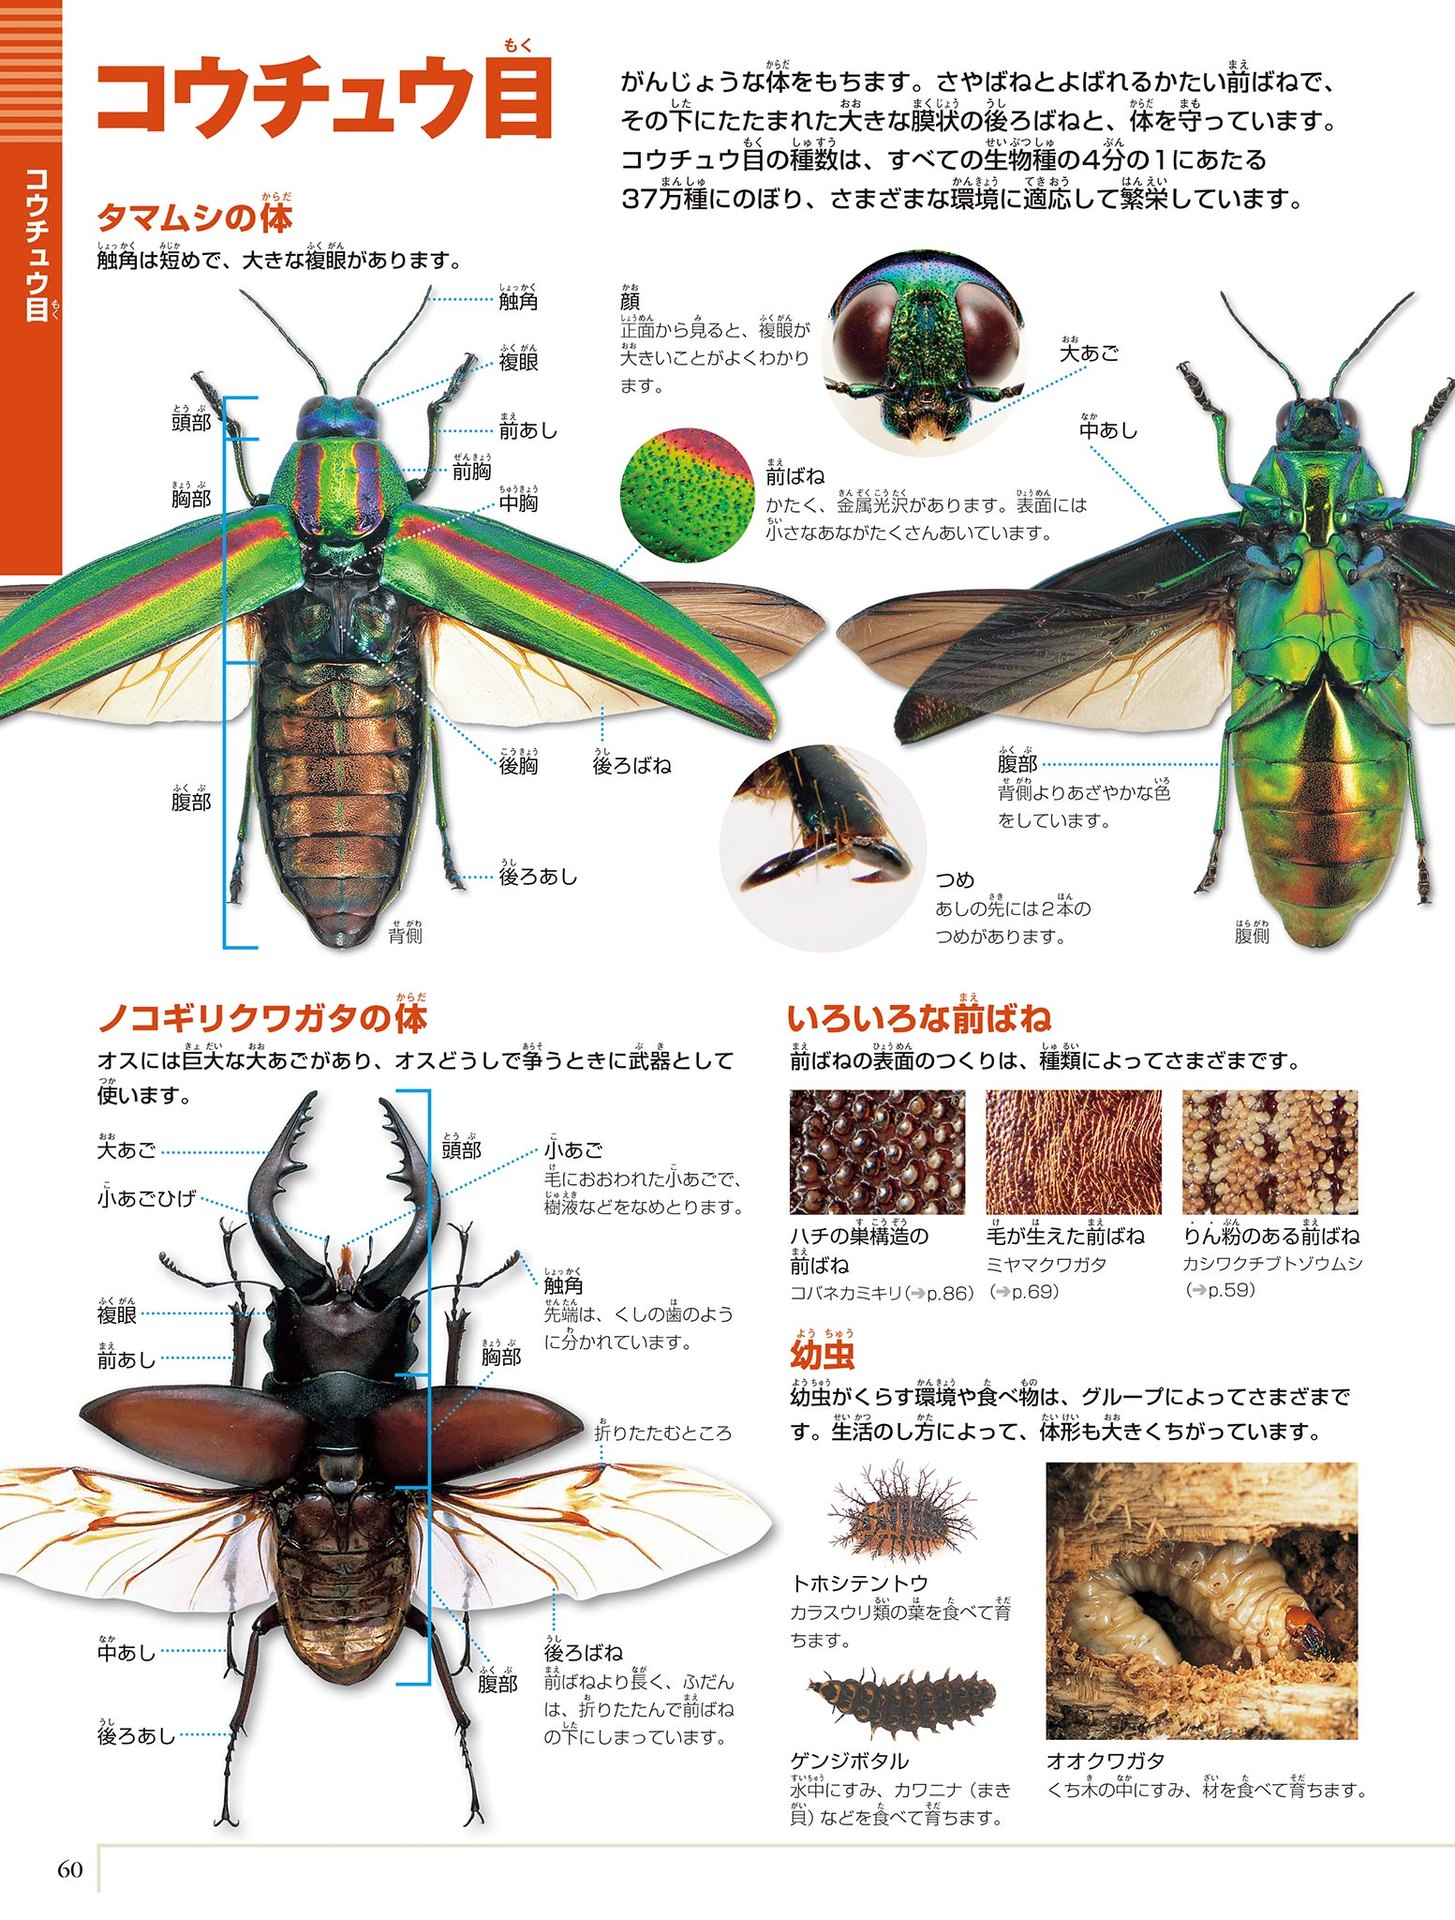 コウチュウ目
がんじょうな体をもちます。さやばねとよばれるかたい前ばねで、
その下にたたまれた大きな膜状の後ろばねと、体を守っています。
コウチュウ目の種数は、すべての生物種の4分の1にあたる
37万種にのぼり、さまざまな環境に適応して繁栄しています。
コウチュウ目
タマムシの体
触角は短めで、大きな複眼があります。
触角
複眼
前あし
前胸
中胸
頭部
胸部
腹部
後胸
後ろばね
後ろあし
背側
顔
正面から見ると、複眼が
大きいことがよくわかり
ます。
大あご
中あし
前ばね
かたく、金属光沢があります。表面には
小さなあながたくさんあいています。
腹部
背側よりあざやかな色
をしています。
つめ
あしの先には2本の
つめがあります。
腹側
ノコギリクワガタの体
オスには巨大な大あごがあり、オスどうしで争うときに武器として
使います。
大あご
小あごひげ
複眼
前あし
中あし
後ろあし
頭部
小あご
毛におおわれた小あごで、
樹液などをなめとります。
触角
先端は、くしの歯のよう
に分かれています。
胸部
折りたたむところ
腹部
後ろばね
前ばねより長く、ふだん
は、折りたたんで前ばね
の下にしまっています。
いろいろな前ばね
前ばねの表面のつくりは、種類によってさまざまです。
ハチの巣構造の
前ばね
コバネカミキリ(➔p.86)
毛が生えた前ばね
ミヤマクワガタ
(➔p.69)
りん粉のある前ばね
カシワクチブトゾウムシ
(➔p.59)
幼虫
幼虫がくらす環境や食べ物は、グループによってさまざまで
す。生活のし方によって、体形も大きくちがっています。
トホシテントウ
カラスウリ類の葉を食べて育
ちます。
ゲンジボタル
水中にすみ、カワニナ(まき
貝)などを食べて育ちます。
オオクワガタ
くち木の中にすみ、材を食べて育ちます。
60